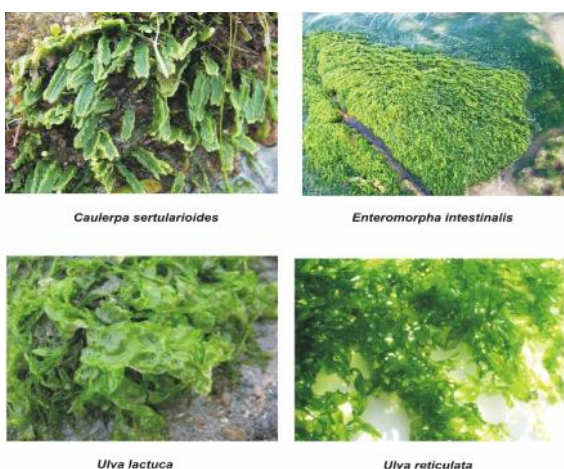 Caulerpa sertularioides
Enteromorpha intestinalis
Ulva lactuca
Ulva reticulata